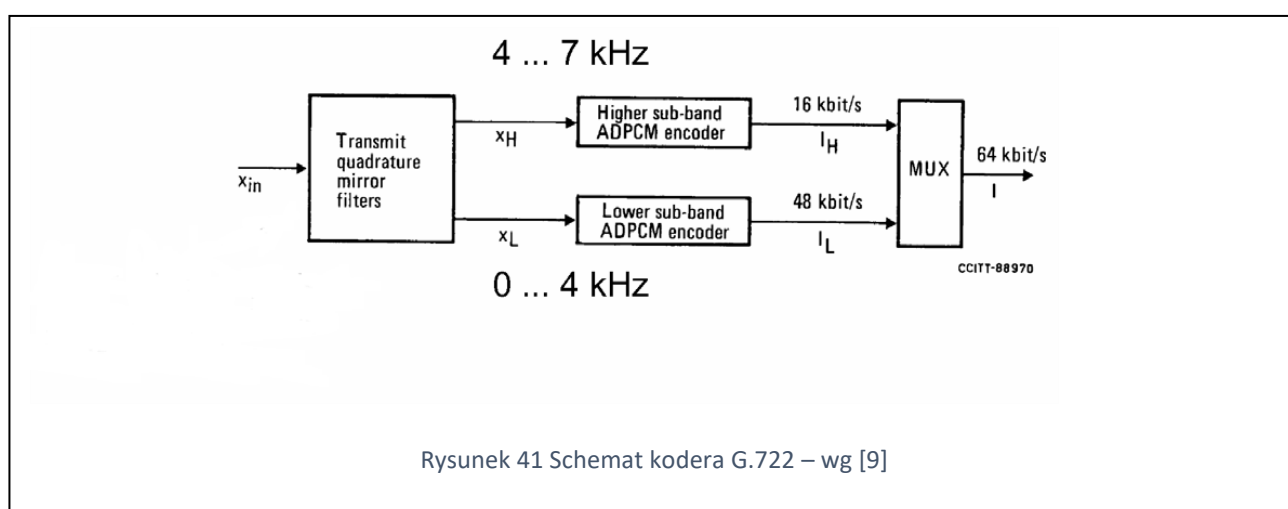 4 ... 7 kHz
Transmit
quadrature
mirror
filters
xin
xH
xL
Higher sub-band
ADPCM encoder
Lower sub-band
ADPCM encoder
16 kbit/s
IH
48 kbit/s
IL
MUX
64 kbit/s
I
CCITT-88970
0 ... 4 kHz
Rysunek 41 Schemat kodera G.722 – wg [9]